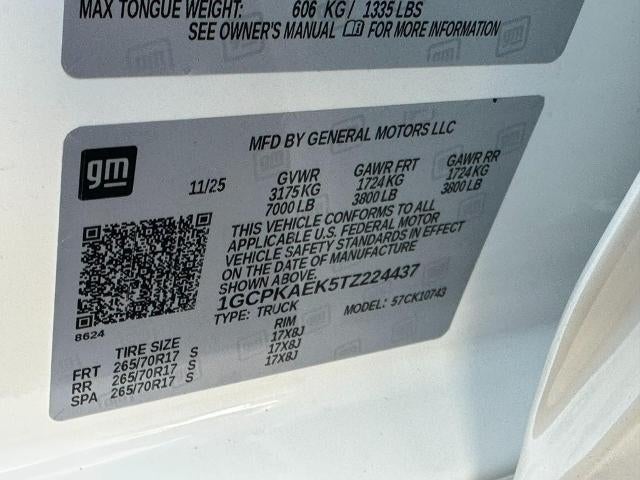 MAX TONGUE WEIGHT: 606 KG / 1335 LBS
SEE OWNER'S MANUAL FOR MORE INFORMATION
gm
MFD BY GENERAL MOTORS LLC
11/25
GVWR GAWR FRT GAWR RR
3175 KG 1724 KG 1724 KG
7000 LB 3800 LB 3800 LB
THIS VEHICLE CONFORMS TO ALL
APPLICABLE U.S. FEDERAL MOTOR
VEHICLE SAFETY STANDARDS IN EFFECT
ON THE DATE OF MANUFACTURE
SHOWN ABOVE.
1GCPKAEK5TZ224437
TYPE: TRUCK MODEL: 57CK10743
8624
TIRE SIZE RIM
FRT 265/70R17 S 17X8J
RR 265/70R17 S 17X8J
SPA 265/70R17 S 17X8J